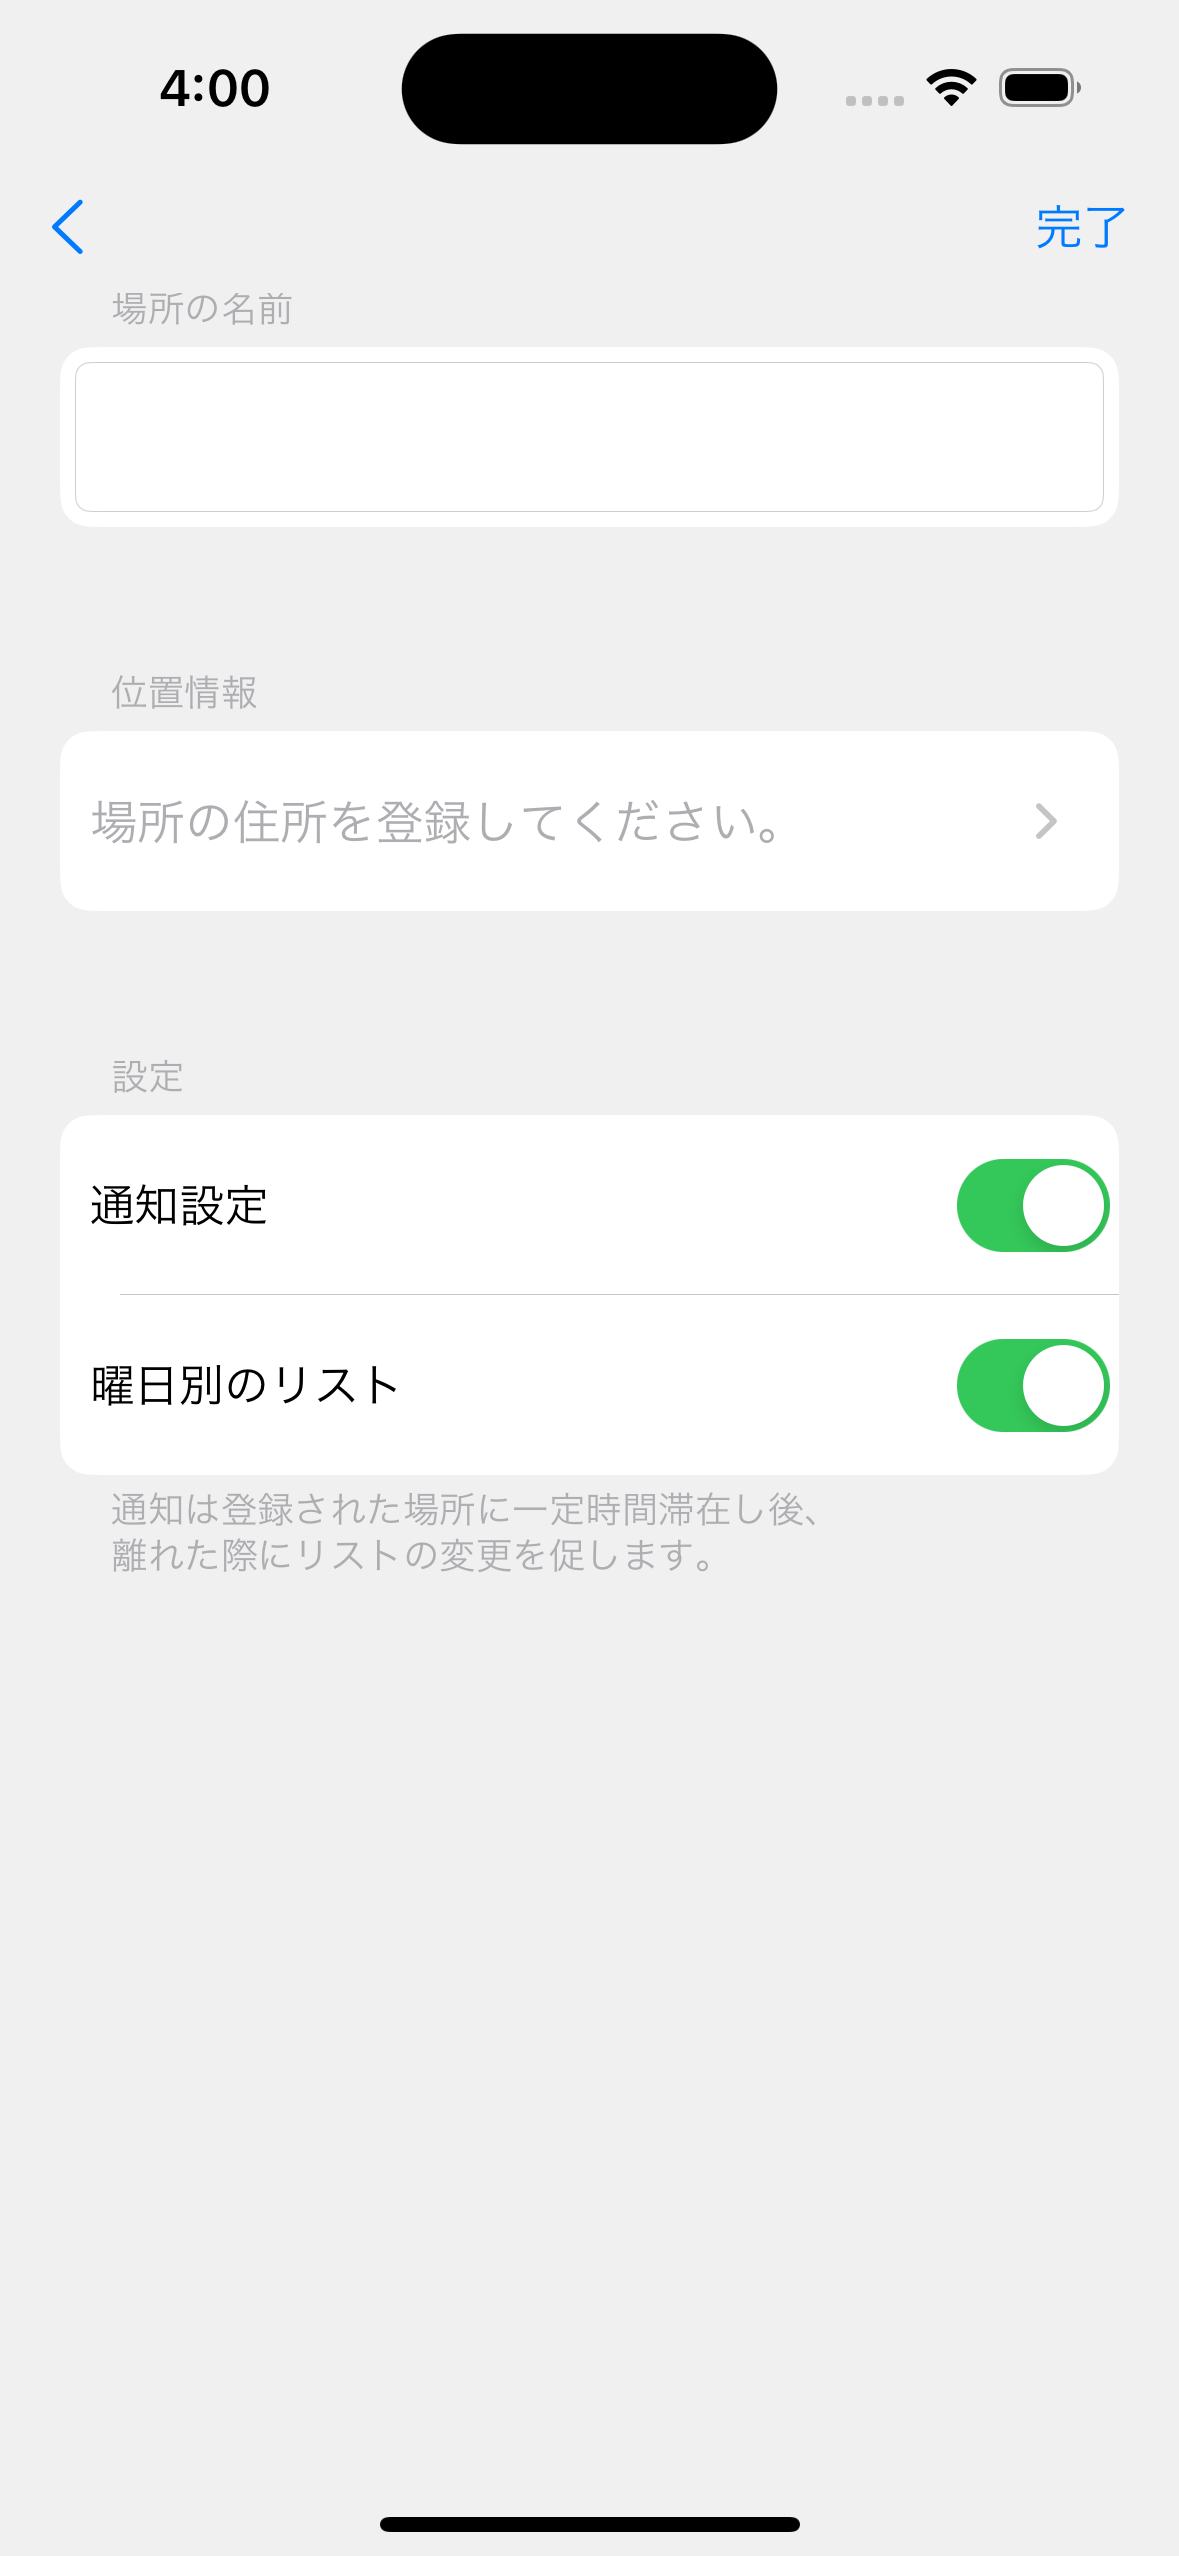 4:00
完了
場所の名前
位置情報
場所の住所を登録してください。
設定
通知設定
曜日別のリスト
通知は登録された場所に一定時間滞在し後、
離れた際にリストの変更を促します。